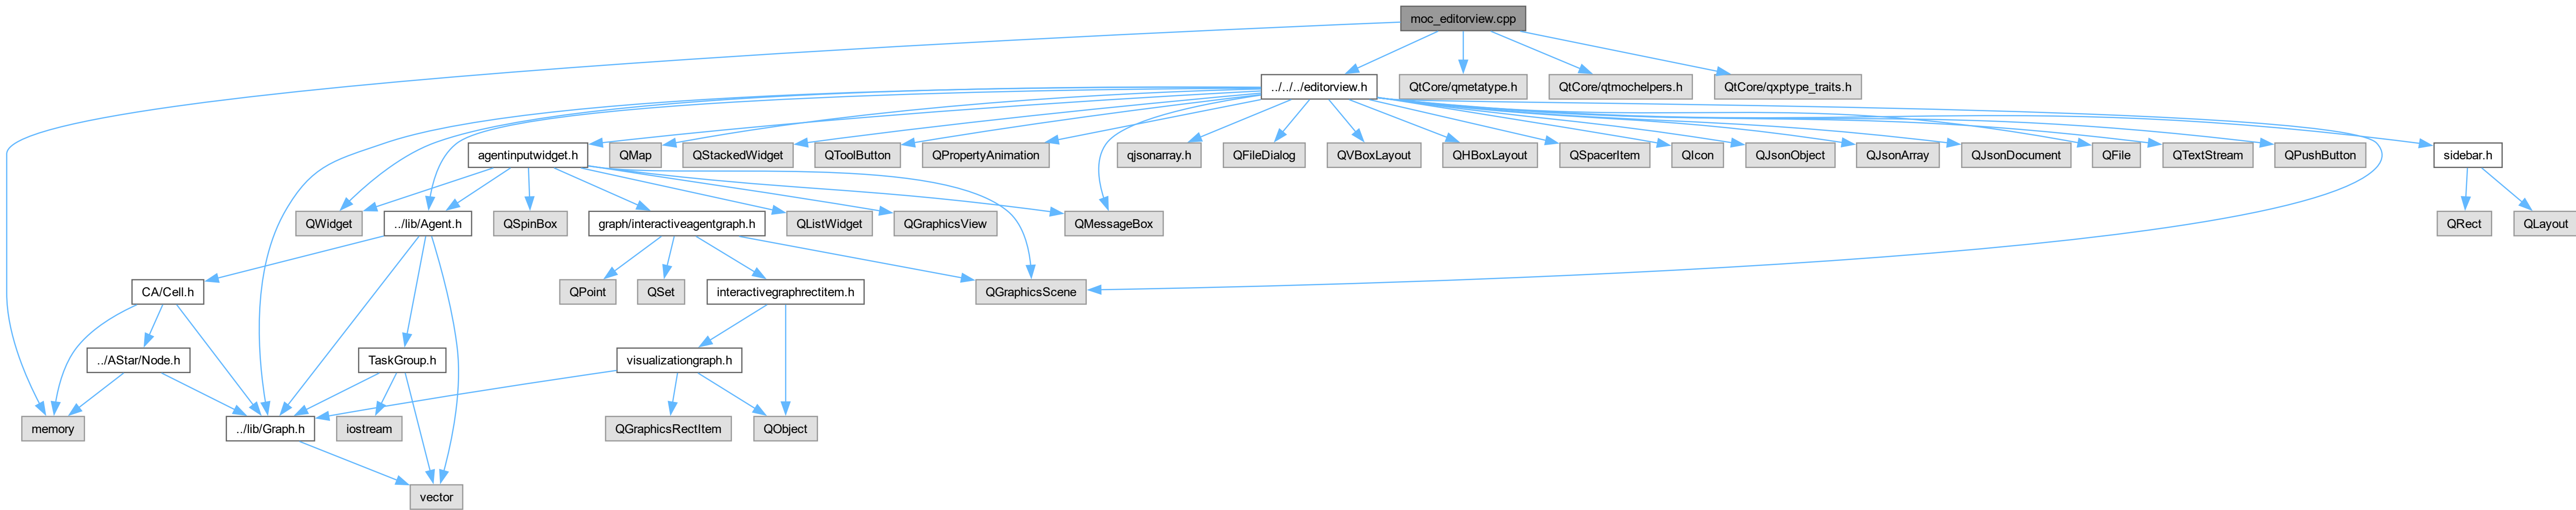 moc_editorview.cpp
../../../editorview.h
QtCore/qmetatype.h
QtCore/qtmochelpers.h
QtCore/qxptype_traits.h
agentinputwidget.h
QMap
QStackedWidget
QToolButton
QPropertyAnimation
qjsonarray.h
QFileDialog
QVBoxLayout
QHBoxLayout
QSpacerItem
QIcon
QJsonObject
QJsonArray
QJsonDocument
QFile
QTextStream
QPushButton
sidebar.h
QWidget
../lib/Agent.h
QSpinBox
graph/interactiveagentgraph.h
QListWidget
QGraphicsView
QMessageBox
QRect
QLayout
CA/Cell.h
QPoint
QSet
interactivegraphrectitem.h
QGraphicsScene
../AStar/Node.h
TaskGroup.h
visualizationgraph.h
memory
../lib/Graph.h
iostream
QGraphicsRectItem
QObject
vector